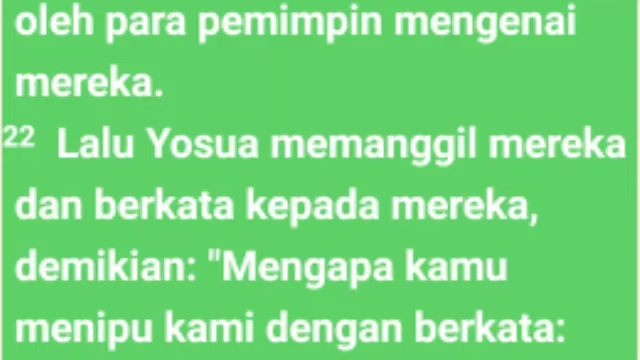 oleh para pemimpin mengenai
mereka.
22 Lalu Yosua memanggil mereka
dan berkata kepada mereka,
demikian: "Mengapa kamu
menipu kami dengan berkata: